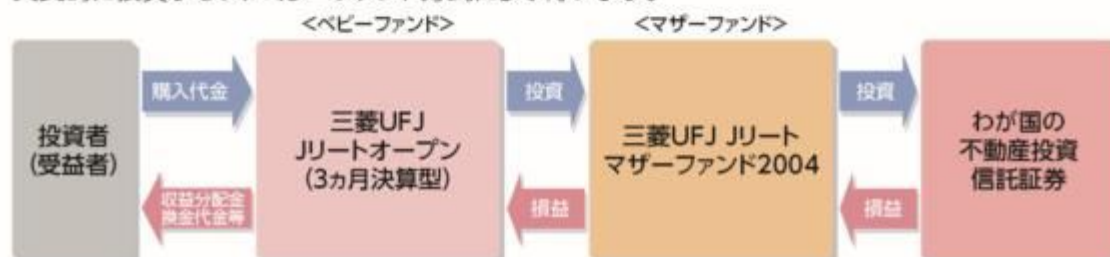 <ベビーファンド>
<マザーファンド>
投資者
(受益者)
購入代金
収益分配金
換金代金等
三菱UFJ
Jリートオープン
(3ヵ月決算型)
投資
損益
三菱UFJ Jリート
マザーファンド2004
投資
損益
わが国の
不動産投資
信託証券